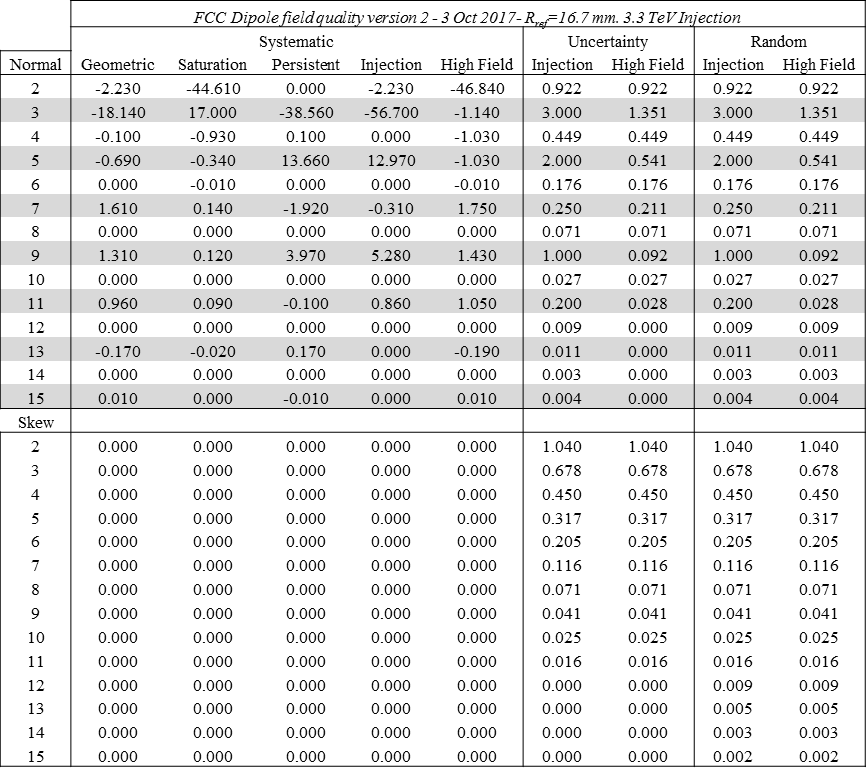 FCC Dipole field quality version 2 - 3 Oct 2017- Rref=16.7 mm. 3.3 TeV Injection
Systematic Uncertainty Random
Normal Geometric Saturation Persistent Injection High Field Injection High Field Injection High Field
2 -2.230 -44.610 0.000 -2.230 -46.840 0.922 0.922 0.922 0.922
3 -18.140 17.000 -38.560 -56.700 -1.140 3.000 1.351 3.000 1.351
4 -0.100 -0.930 0.100 0.000 -1.030 0.449 0.449 0.449 0.449
5 -0.690 -0.340 13.660 12.970 -1.030 2.000 0.541 2.000 0.541
6 0.000 -0.010 0.000 0.000 -0.010 0.176 0.176 0.176 0.176
7 1.610 0.140 -1.920 -0.310 1.750 0.250 0.211 0.250 0.211
8 0.000 0.000 0.000 0.000 0.000 0.071 0.071 0.071 0.071
9 1.310 0.120 3.970 5.280 1.430 1.000 0.092 1.000 0.092
10 0.000 0.000 0.000 0.000 0.000 0.027 0.027 0.027 0.027
11 0.960 0.090 -0.100 0.860 1.050 0.200 0.028 0.200 0.028
12 0.000 0.000 0.000 0.000 0.000 0.009 0.000 0.009 0.009
13 -0.170 -0.020 0.170 0.000 -0.190 0.011 0.000 0.011 0.011
14 0.000 0.000 0.000 0.000 0.000 0.003 0.000 0.003 0.003
15 0.010 0.000 -0.010 0.000 0.010 0.004 0.000 0.004 0.004
Skew
2 0.000 0.000 0.000 0.000 0.000 1.040 1.040 1.040 1.040
3 0.000 0.000 0.000 0.000 0.000 0.678 0.678 0.678 0.678
4 0.000 0.000 0.000 0.000 0.000 0.450 0.450 0.450 0.450
5 0.000 0.000 0.000 0.000 0.000 0.317 0.317 0.317 0.317
6 0.000 0.000 0.000 0.000 0.000 0.205 0.205 0.205 0.205
7 0.000 0.000 0.000 0.000 0.000 0.116 0.116 0.116 0.116
8 0.000 0.000 0.000 0.000 0.000 0.071 0.071 0.071 0.071
9 0.000 0.000 0.000 0.000 0.000 0.041 0.041 0.041 0.041
10 0.000 0.000 0.000 0.000 0.000 0.025 0.025 0.025 0.025
11 0.000 0.000 0.000 0.000 0.000 0.016 0.016 0.016 0.016
12 0.000 0.000 0.000 0.000 0.000 0.000 0.000 0.009 0.009
13 0.000 0.000 0.000 0.000 0.000 0.000 0.000 0.005 0.005
14 0.000 0.000 0.000 0.000 0.000 0.000 0.000 0.003 0.003
15 0.000 0.000 0.000 0.000 0.000 0.000 0.000 0.002 0.002